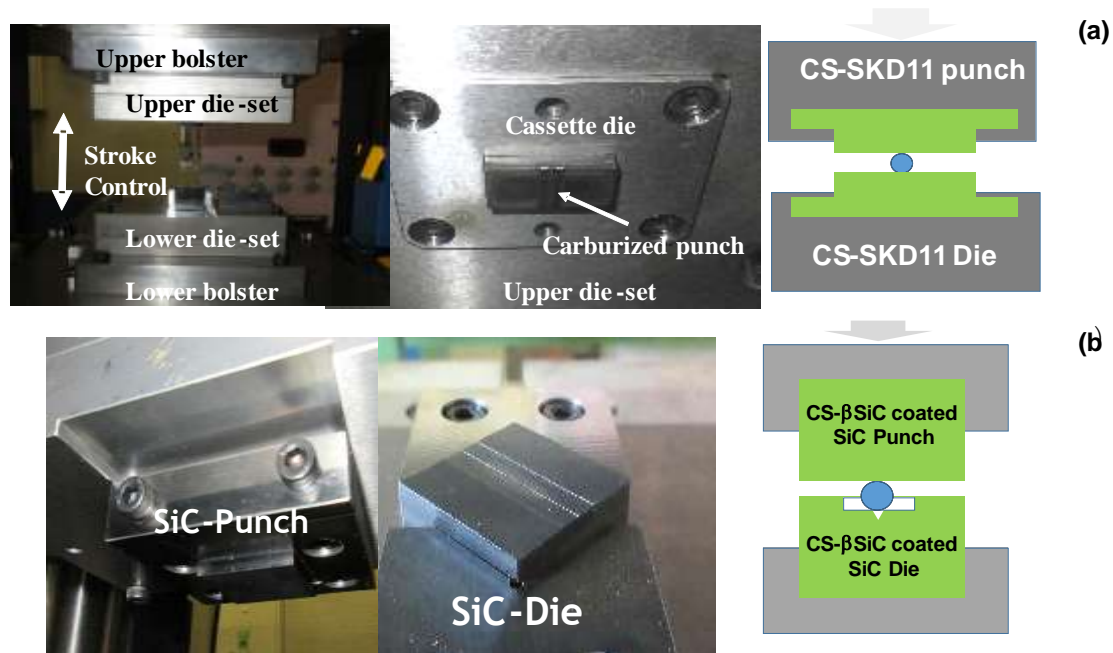 (a)
Upper bolster
Upper die-set
Stroke
Control
Lower die-set
Lower bolster
Cassette die
Carburized punch
Upper die-set
CS-SKD11 punch
CS-SKD11 Die
(b)
SiC-Punch
SiC-Die
CS-βSiC coated
SiC Punch
CS-βSiC coated
SiC Die